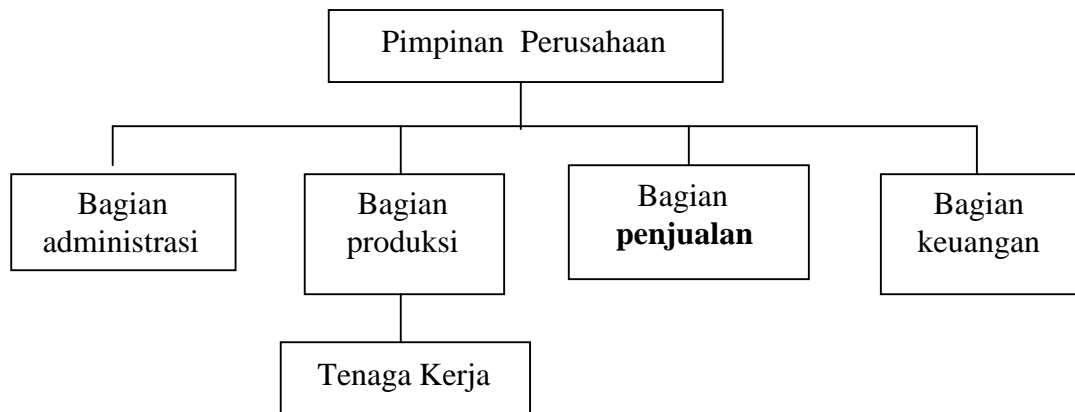 Pimpinan Perusahaan
Bagian
administrasi
Bagian
produksi
Bagian
penjualan
Bagian
keuangan
Tenaga Kerja